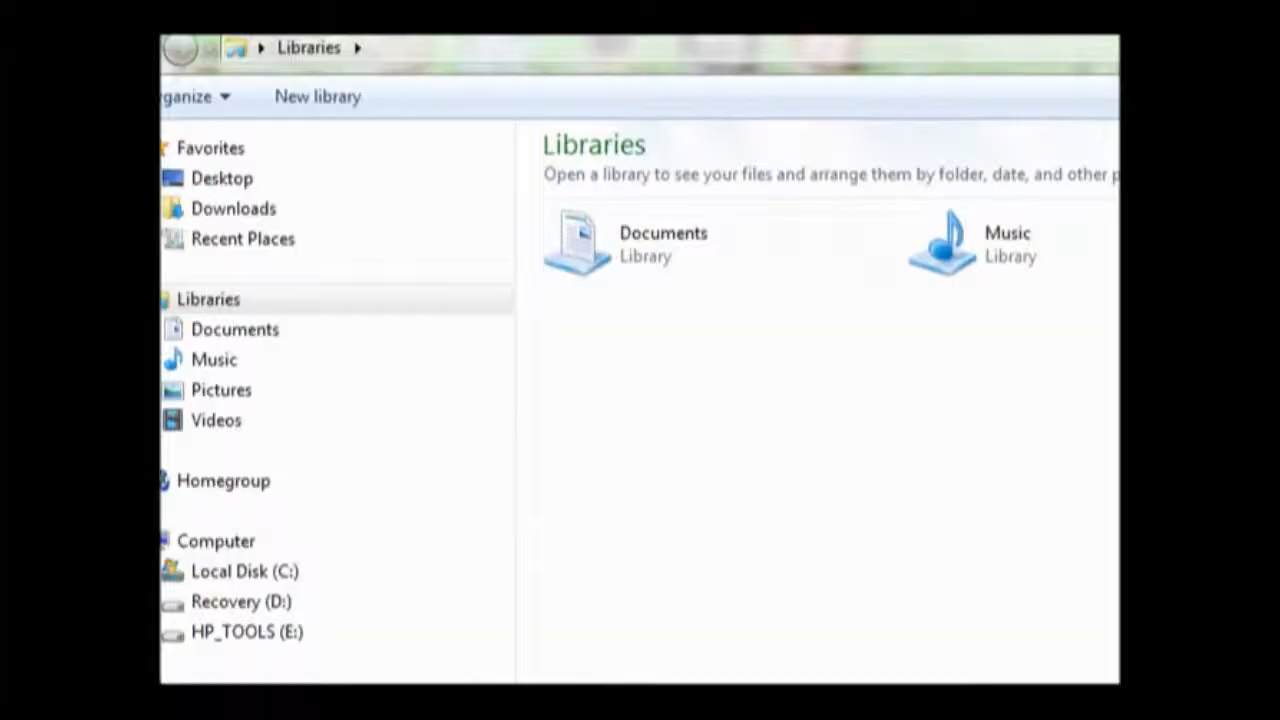 Libraries
ganize
New library
Favorites
Desktop
Downloads
Recent Places
Libraries
Documents
Music
Pictures
Videos
Homegroup
Computer
Local Disk (C:)
Recovery (D:)
HP_TOOLS (E:)
Libraries
Open a library to see your files and arrange them by folder, date, and other p
Documents
Library
Music
Library